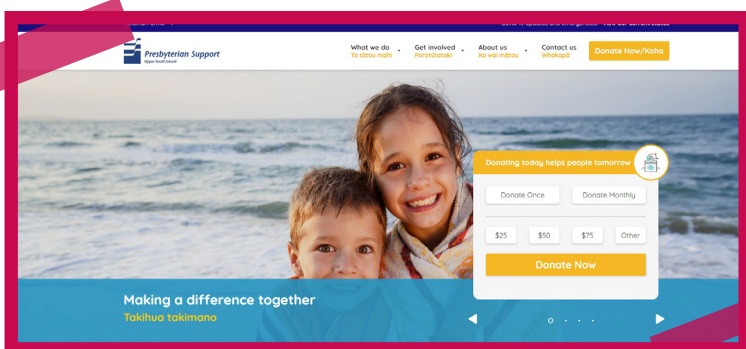 Presbyterian Support
Upper South Island
What we do
Ta tātou mahi
Get involved
Porotūtataki
About us
Ko wai mātou
Contact us
Whakapā
Donate Now/Koha
Donating today helps people tomorrow
Donate Once
Donate Monthly
$25
$50
$75
Other
Donate Now
Making a difference together
Takihua takimano